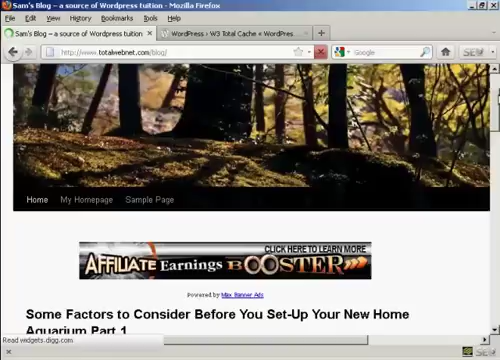 Sam's Blog – a source of Wordpress tuition - Mozilla Firefox
File Edit View History Bookmarks Tools Help
Sam's Blog – a source of Wordpress tuition
WordPress › W3 Total Cache « WordPres...
http://www.totalwebnet.com/blog/
Google
Home My Homepage Sample Page
CLICK HERE TO LEARN MORE
AFFILIATE Earnings BOOSTER
Powered by Max Banner Ads
Some Factors to Consider Before You Set-Up Your New Home
Aquarium Part 1
Read widgets.digg.com